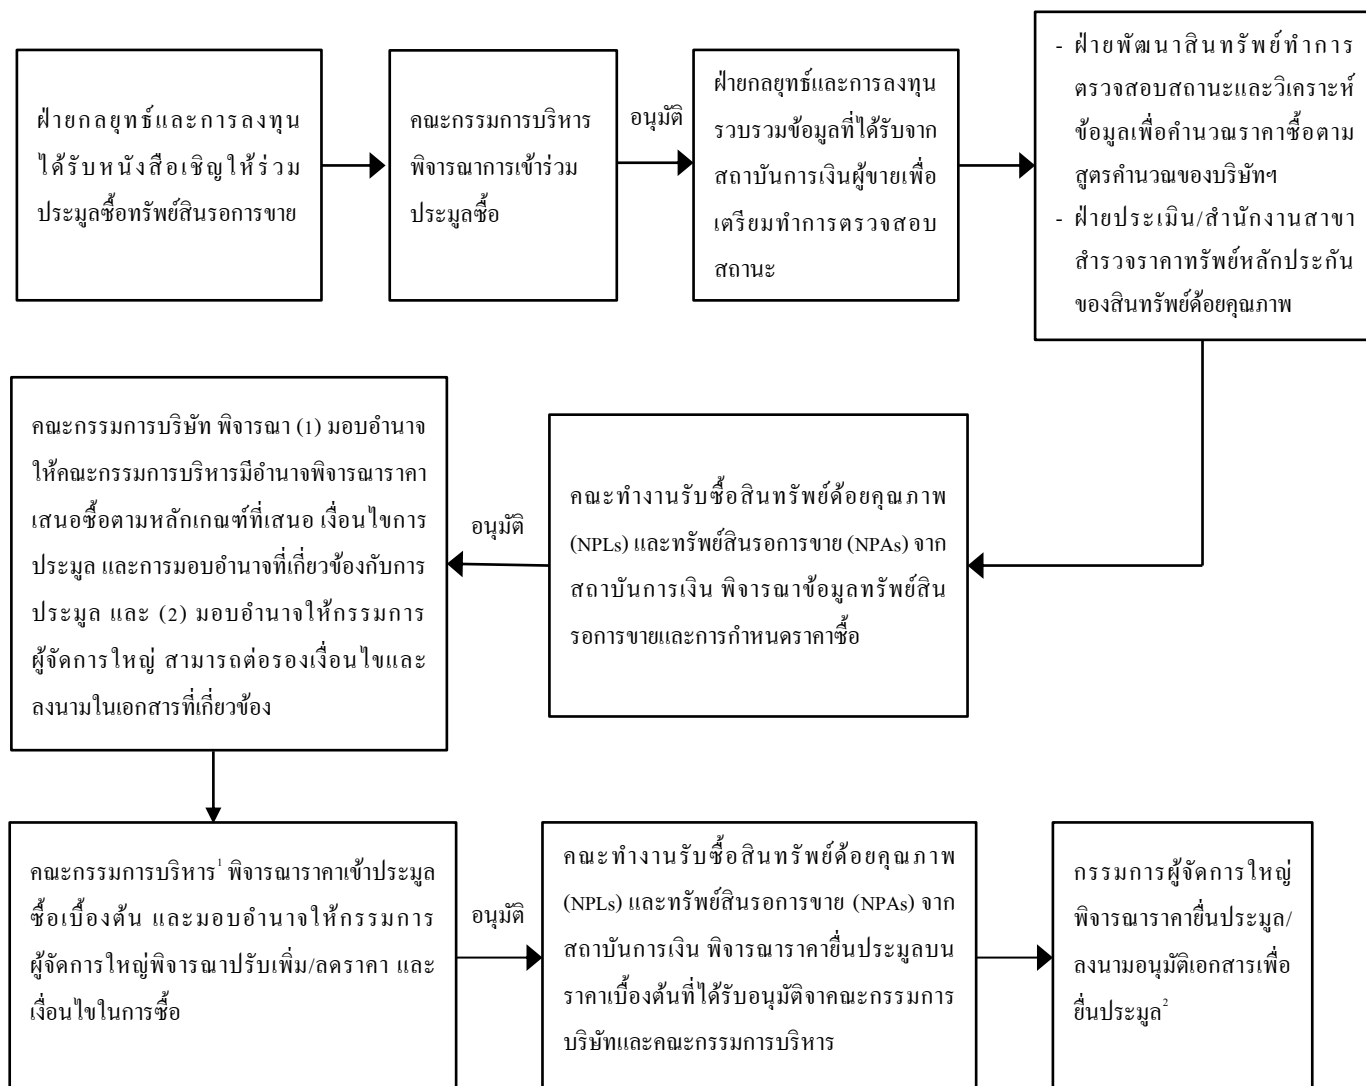 ฝ่ายกลยุทธ์และการลงทุน
ได้รับหนังสือเชิญให้ร่วม
ประมูลซื้อทรัพย์สินรอการขาย
คณะกรรมการบริหาร
พิจารณาการเข้าร่วม
ประมูลซื้อ
อนุมัติ
ฝ่ายกลยุทธ์และการลงทุน
รวบรวมข้อมูลที่ได้รับจาก
สถาบันการเงินผู้ขายเพื่อ
เตรียมทำการตรวจสอบ
สถานะ
- ฝ่ายพัฒนาสินทรัพย์ทำการ
ตรวจสอบสถานะและวิเคราะห์
ข้อมูลเพื่อคำนวณราคาซื้อตาม
สูตรคำนวณของบริษัทฯ
- ฝ่ายประเมิน/สำนักงานสาขา
สำรวจราคาทรัพย์หลักประกัน
ของสินทรัพย์ด้อยคุณภาพ
คณะทำงานรับซื้อสินทรัพย์ด้อยคุณภาพ
(NPLs) และทรัพย์สินรอการขาย (NPAs) จาก
สถาบันการเงิน พิจารณาข้อมูลทรัพย์สิน
รอการขายและการกำหนดราคาซื้อ
อนุมัติ
คณะกรรมการบริษัท พิจารณา (1) มอบอำนาจ
ให้คณะกรรมการบริหารมีอำนาจพิจารณาราคา
เสนอซื้อตามหลักเกณฑ์ที่เสนอ เงื่อนไขการ
ประมูล และการมอบอำนาจที่เกี่ยวข้องกับการ
ประมูล และ (2) มอบอำนาจให้กรรมการ
ผู้จัดการใหญ่ สามารถต่อรองเงื่อนไขและ
ลงนามในเอกสารที่เกี่ยวข้อง
คณะกรรมการบริหาร¹ พิจารณาราคาเข้าประมูล
ซื้อเบื้องต้น และมอบอำนาจให้กรรมการ
ผู้จัดการใหญ่พิจารณาปรับเพิ่ม/ลดราคา และ
เงื่อนไขในการซื้อ
อนุมัติ
คณะทำงานรับซื้อสินทรัพย์ด้อยคุณภาพ
(NPLs) และทรัพย์สินรอการขาย (NPAs) จาก
สถาบันการเงิน พิจารณาราคายื่นประมูลบน
ราคาเบื้องต้นที่ได้รับอนุมัติจาคณะกรรมการ
บริษัทและคณะกรรมการบริหาร
กรรมการผู้จัดการใหญ่
พิจารณาราคายื่นประมูล/
ลงนามอนุมัติเอกสารเพื่อ
ยื่นประมูล²